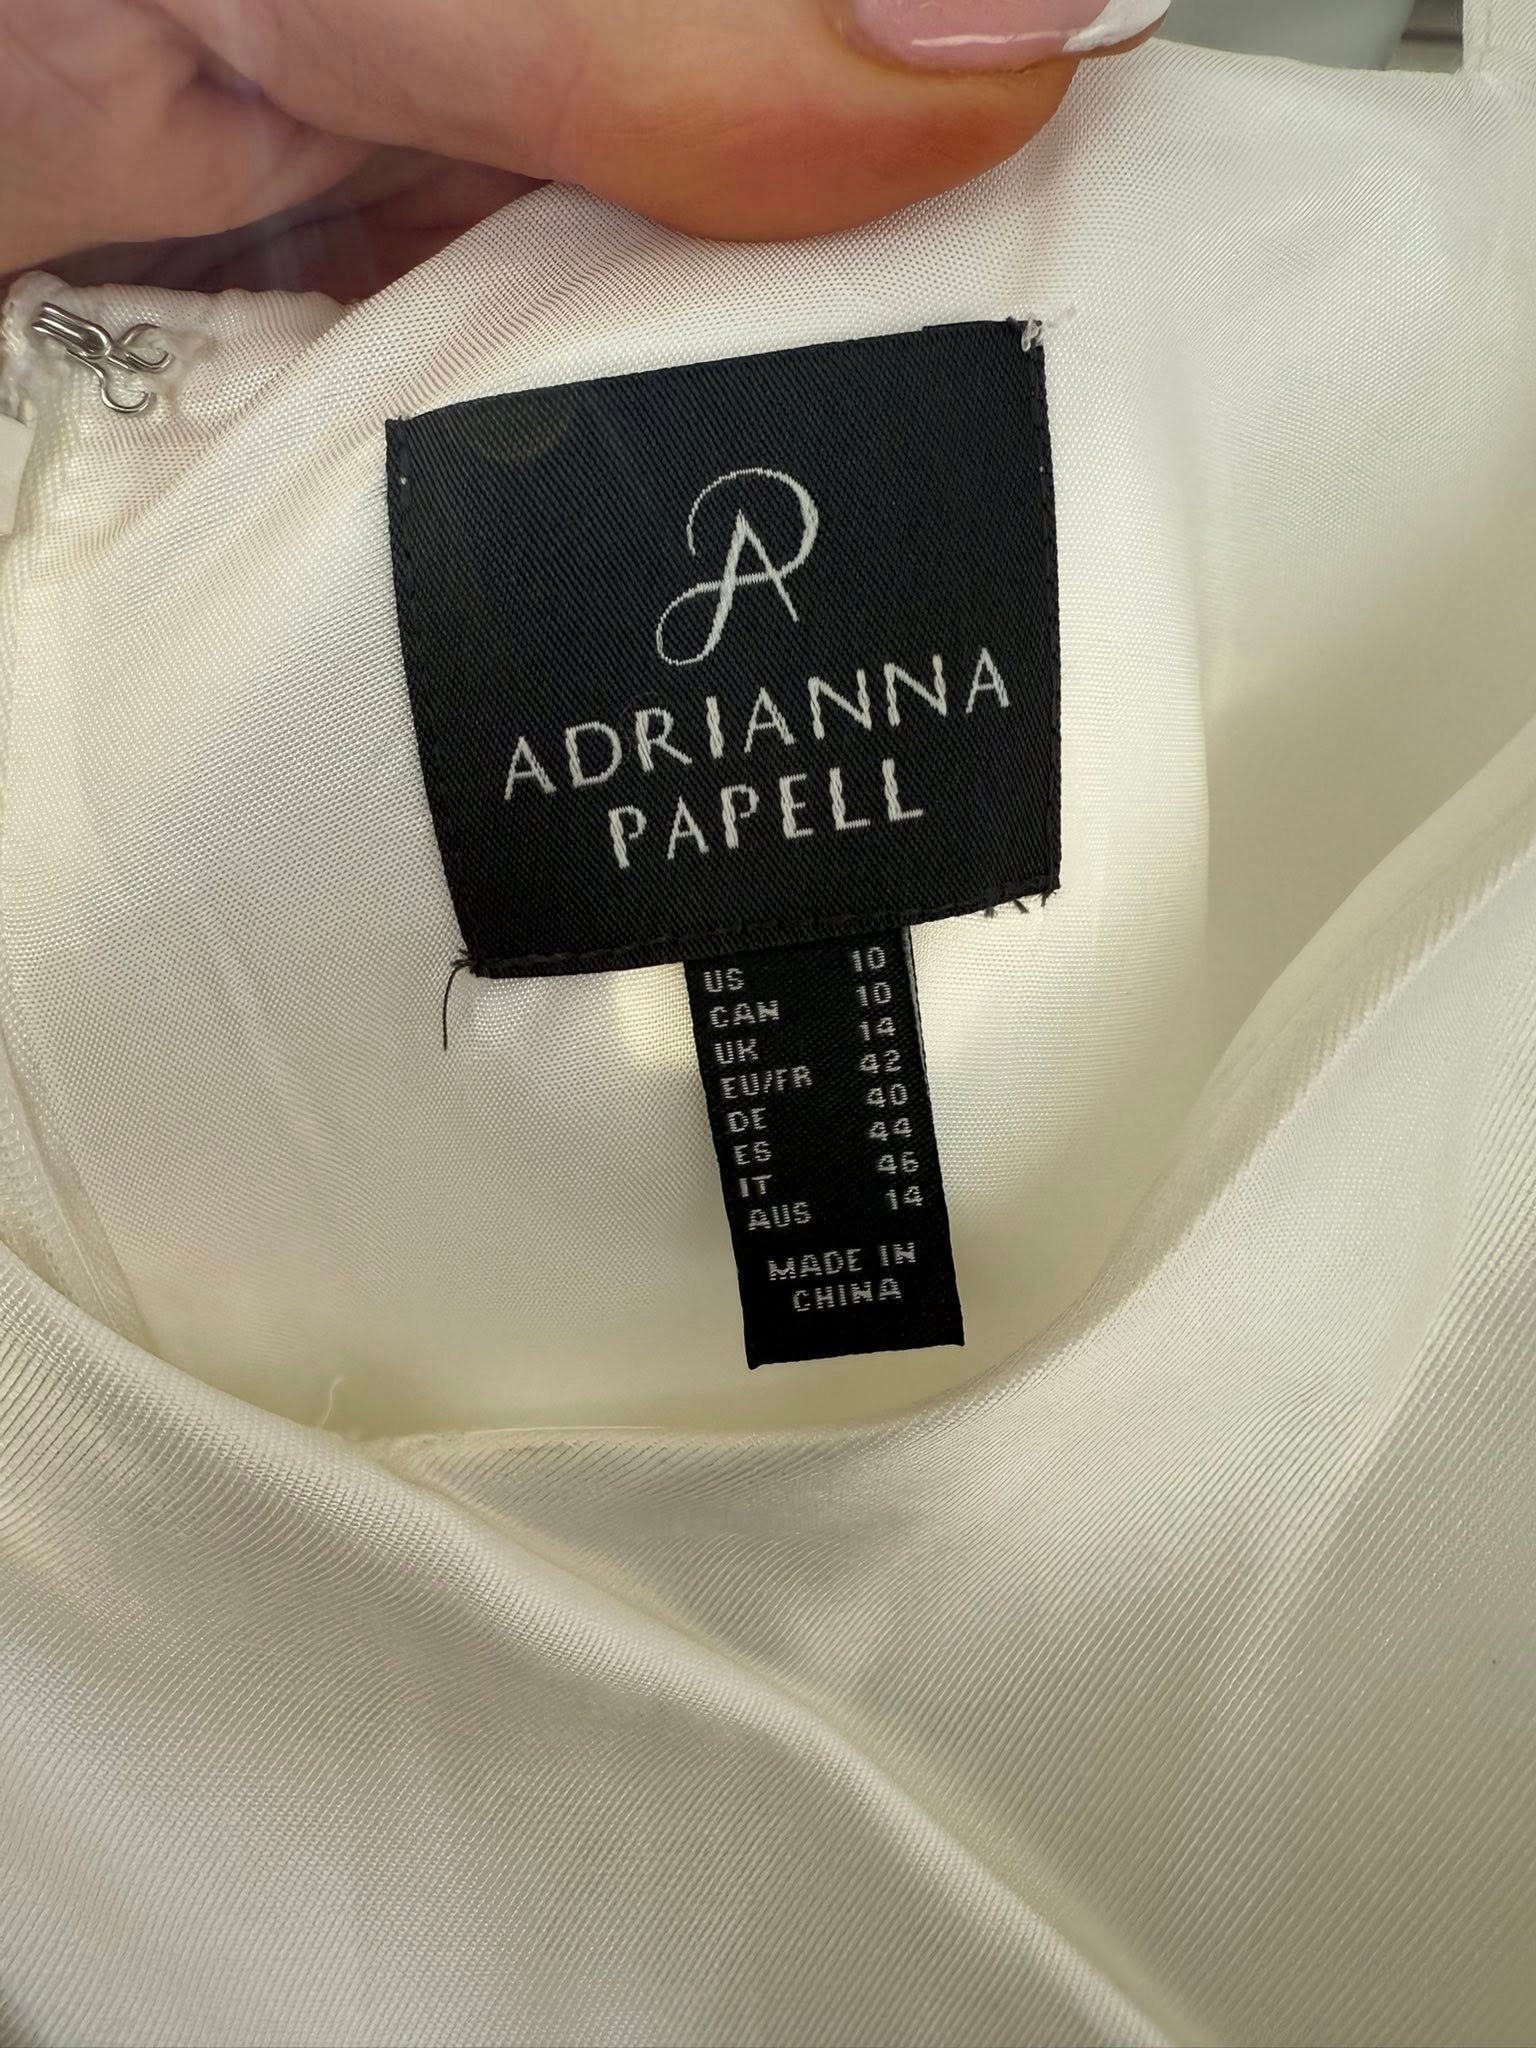 AP
ADRIANNA
PAPELL
US 10
CAN 10
UK 14
EU/FR 42
DE 40
ES 44
IT 46
AUS 14
MADE IN
CHINA